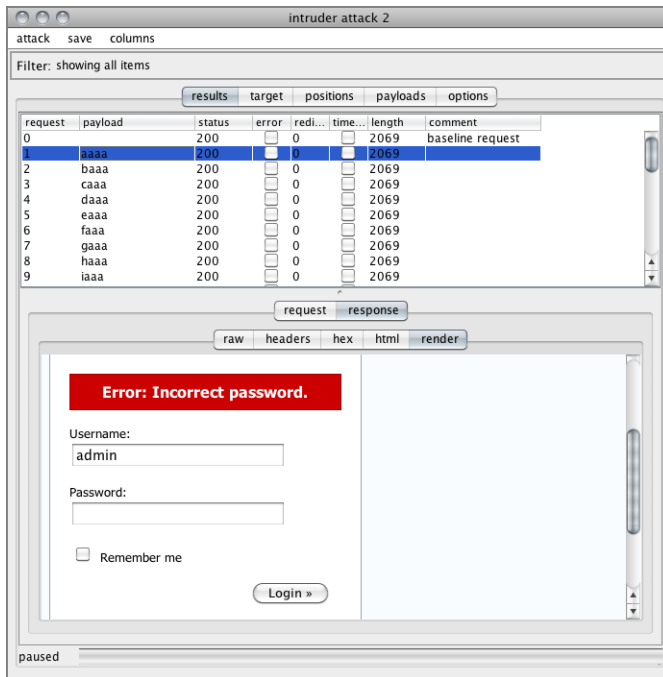 intruder attack 2
attack save columns
Filter: showing all items
results target positions payloads options
request payload status error redi... time... length comment
0 200 0 2069 baseline request
1 aaaa 200 0 2069
2 baaa 200 0 2069
3 caaa 200 0 2069
4 daaa 200 0 2069
5 eaaa 200 0 2069
6 faaa 200 0 2069
7 gaaa 200 0 2069
8 haaa 200 0 2069
9 iaaa 200 0 2069
request response
raw headers hex html render
Error: Incorrect password.
Username:
admin
Password:
Remember me
Login »
paused